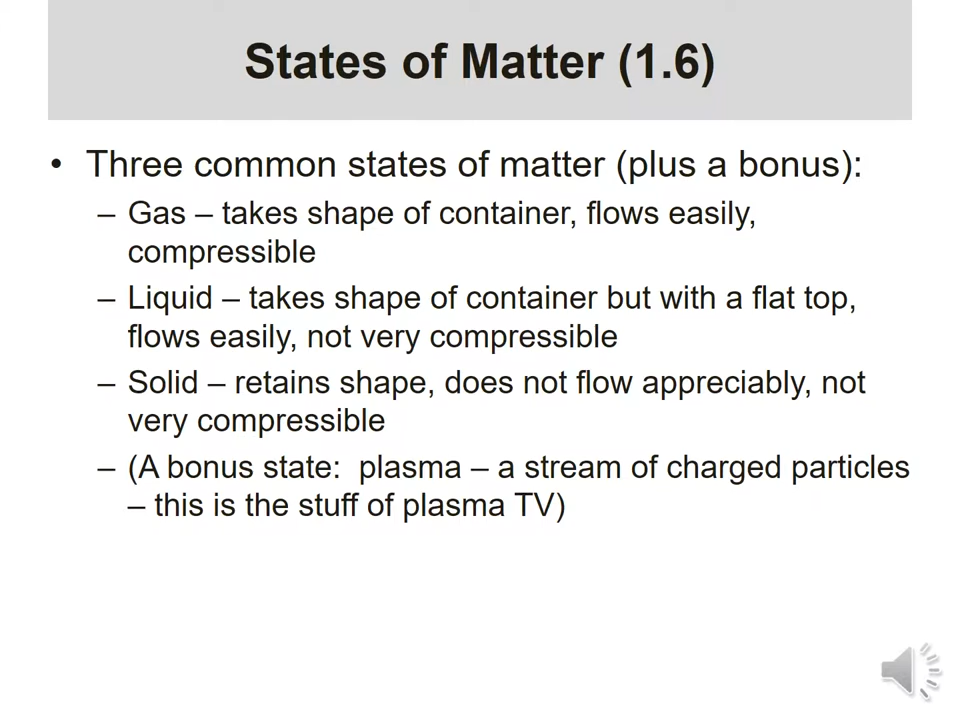 States of Matter (1.6)
• Three common states of matter (plus a bonus):
– Gas – takes shape of container, flows easily,
compressible
– Liquid – takes shape of container but with a flat top,
flows easily, not very compressible
– Solid – retains shape, does not flow appreciably, not
very compressible
– (A bonus state:  plasma – a stream of charged particles
– this is the stuff of plasma TV)